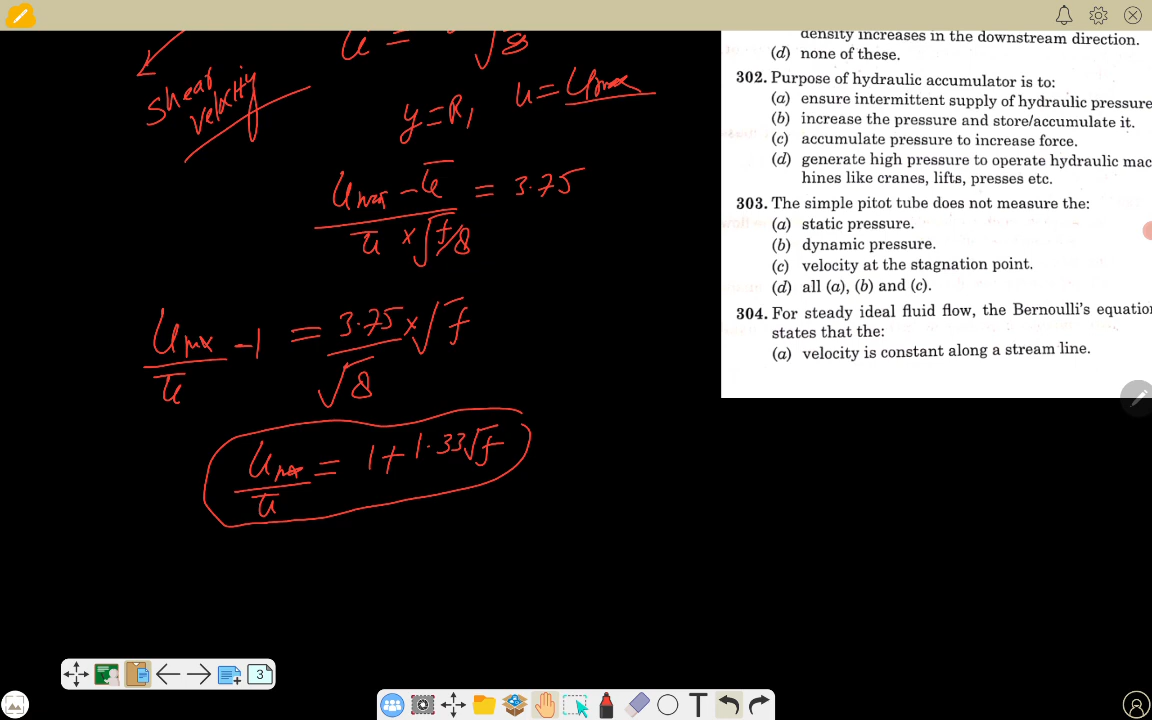 ū = √8
shear
velocity
y = R, u = Umax
Umax - ū / ū × √f/8 = 3.75
Umax / ū - 1 = 3.75 × √f / √8
Umax / ū = 1 + 1.33√f
density increases in the downstream direction.
(d) none of these.
302. Purpose of hydraulic accumulator is to:
(a) ensure intermittent supply of hydraulic pressure
(b) increase the pressure and store/accumulate it.
(c) accumulate pressure to increase force.
(d) generate high pressure to operate hydraulic mac
hines like cranes, lifts, presses etc.
303. The simple pitot tube does not measure the:
(a) static pressure.
(b) dynamic pressure.
(c) velocity at the stagnation point.
(d) all (a), (b) and (c).
304. For steady ideal fluid flow, the Bernoulli's equatio
states that the:
(a) velocity is constant along a stream line.
3
T